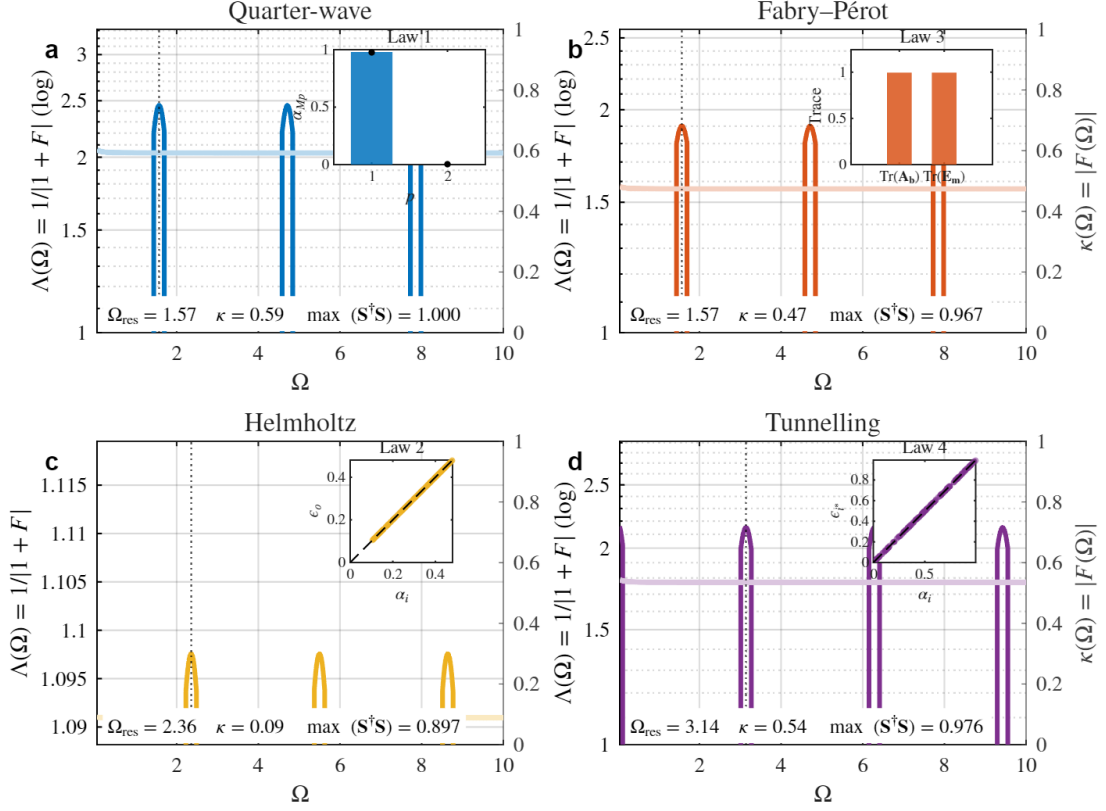 Quarter-wave
a
Law 1
Λ(Ω) = 1/|1 + F| (log)
3
2.5
2
1.5
1
1
0.8
0.6
0.4
0.2
0
α_Mp
1
0.5
0
1
2
p
Ω_res = 1.57 κ = 0.59 max (S†S) = 1.000
2
4
6
8
10
Ω
Fabry–Pérot
b
Law 3
Λ(Ω) = 1/|1 + F| (log)
2.5
2
1.5
1
1
0.8
0.6
0.4
0.2
0
κ(Ω) = |F(Ω)|
Trace
1
0.5
0
Tr(A_b) Tr(E_m)
Ω_res = 1.57 κ = 0.47 max (S†S) = 0.967
2
4
6
8
10
Ω
Helmholtz
c
Law 2
Λ(Ω) = 1/|1 + F|
1.115
1.11
1.105
1.1
1.095
1.09
1
0.8
0.6
0.4
0.2
0
ϵ_o
0.4
0.2
0
0
0.2
0.4
α_i
Ω_res = 2.36 κ = 0.09 max (S†S) = 0.897
2
4
6
8
10
Ω
Tunnelling
d
Law 4
Λ(Ω) = 1/|1 + F| (log)
2.5
2
1.5
1
1
0.8
0.6
0.4
0.2
0
κ(Ω) = |F(Ω)|
0.8
0.6
0.4
0.2
0
0
0.5
α_i
Ω_res = 3.14 κ = 0.54 max (S†S) = 0.976
2
4
6
8
10
Ω